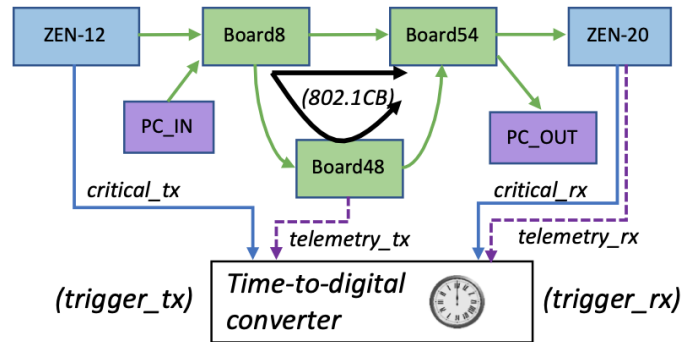 ZEN-12
Board8
Board54
ZEN-20
(802.1CB)
PC_IN
PC_OUT
Board48
critical_tx
critical_rx
telemetry_tx
telemetry_rx
(trigger_tx)
Time-to-digital
converter
(trigger_rx)